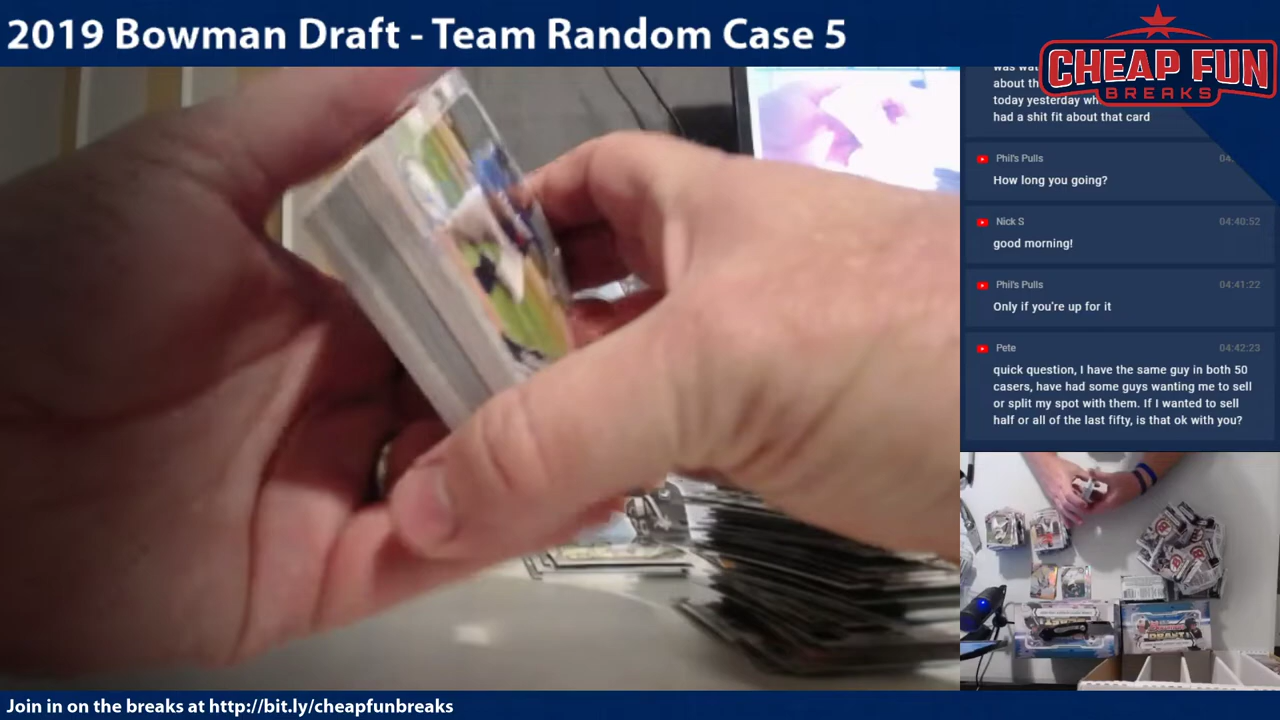 2019 Bowman Draft - Team Random Case 5
CHEAP FUN
BREAKS
about th
today yesterday wh
had a shit fit about that card
Phil's Pulls
How long you going?
Nick S 04:40:52
good morning!
Phil's Pulls 04:41:22
Only if you're up for it
Pete 04:42:23
quick question, I have the same guy in both 50
casers, have had some guys wanting me to sell
or split my spot with them. If I wanted to sell
half or all of the last fifty, is that ok with you?
DRAFT
Join in on the breaks at http://bit.ly/cheapfunbreaks